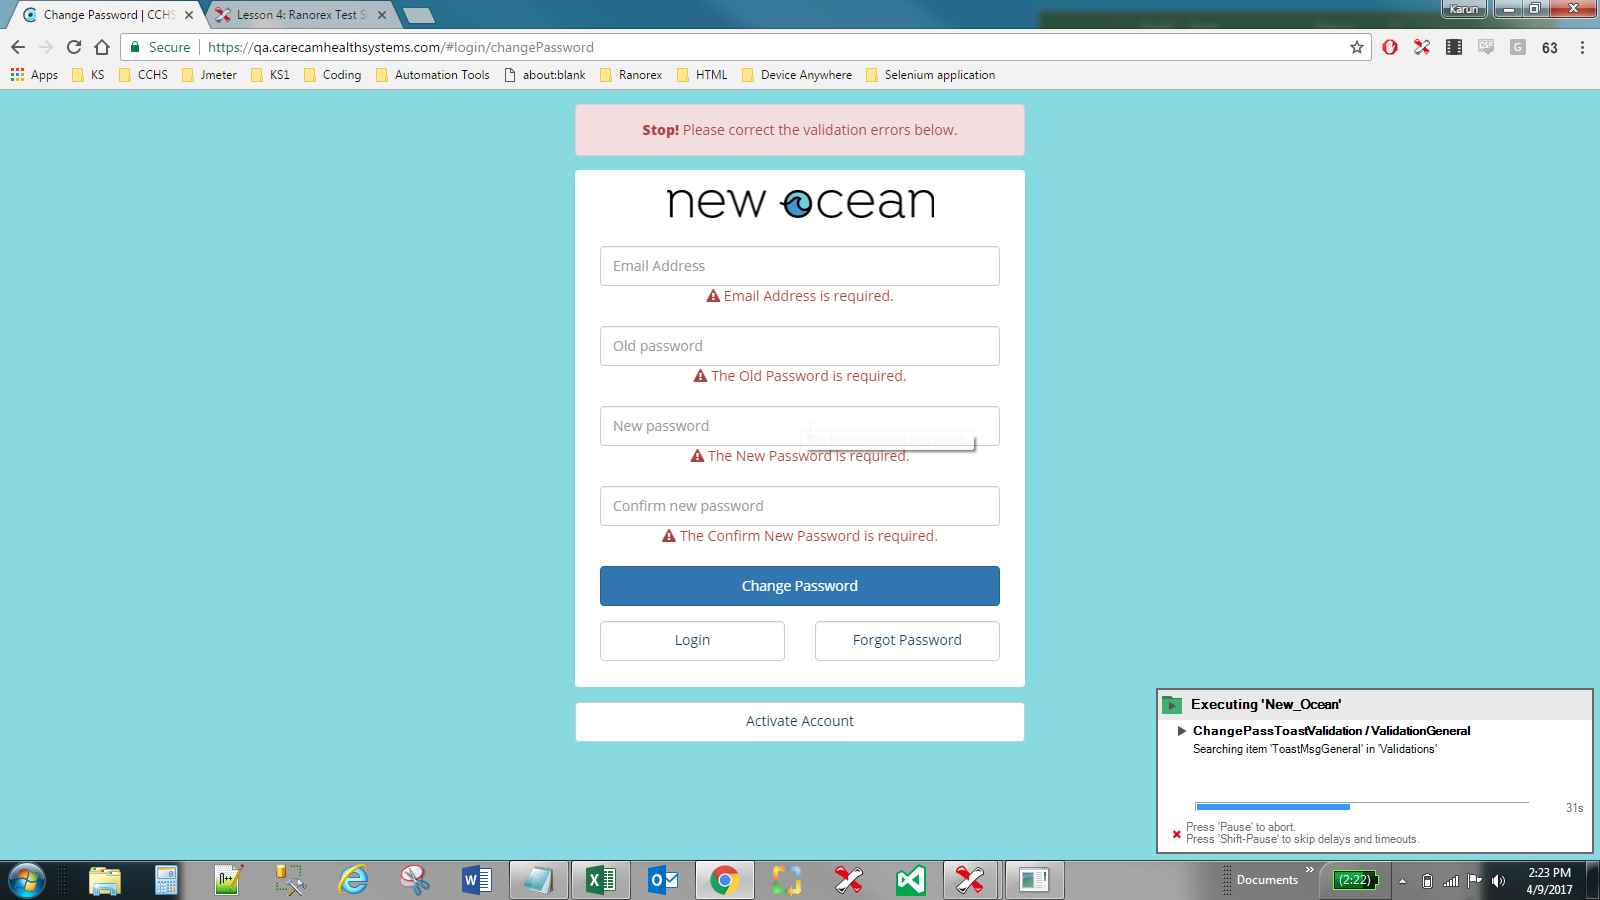 Change Password | CCHS
Lesson 4: Ranorex Test S
Karun
Secure
https://qa.carecamhealthsystems.com/#login/changePassword
CSP
G
63
Apps
KS
CCHS
Jmeter
KS1
Coding
Automation Tools
about:blank
Ranorex
HTML
Device Anywhere
Selenium application
Stop! Please correct the validation errors below.
new ocean
Email Address
Email Address is required.
Old password
The Old Password is required.
New password
The New Password is required.
Confirm new password
The Confirm New Password is required.
Change Password
Login
Forgot Password
Activate Account
Executing 'New_Ocean'
ChangePassToastValidation / ValidationGeneral
Searching item 'ToastMsgGeneral' in 'Validations'
31s
Press 'Pause' to abort.
Press 'Shift-Pause' to skip delays and timeouts.
Documents
(2:22)
2:23 PM
4/9/2017